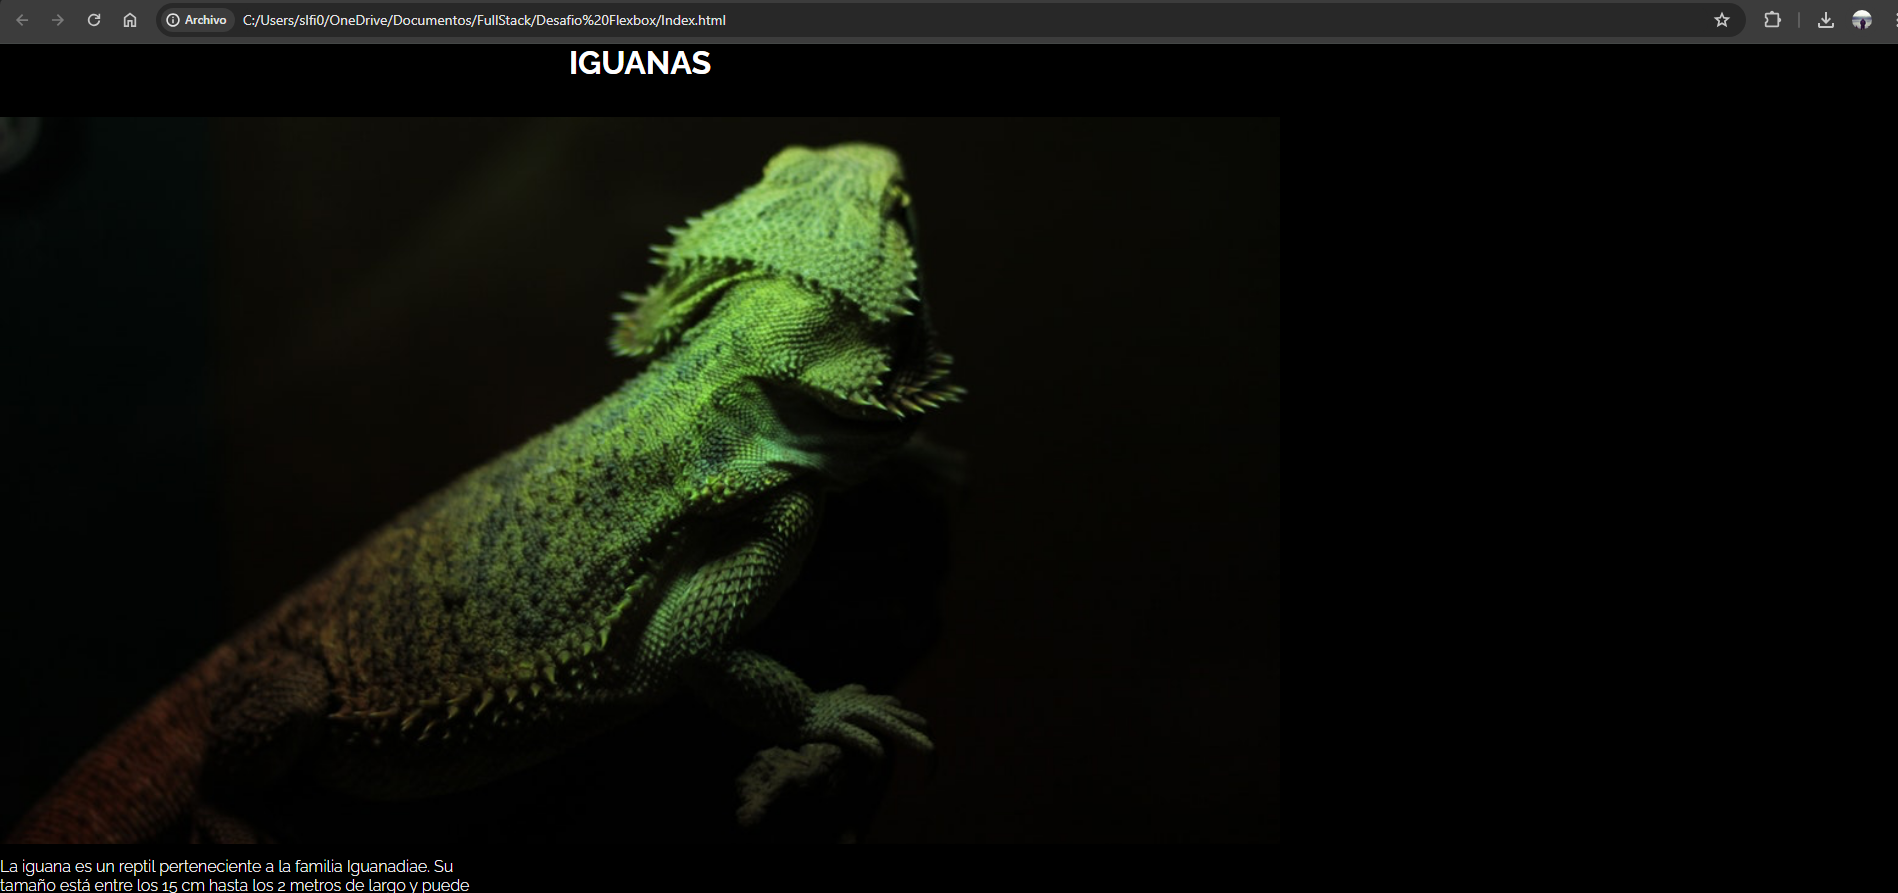 Archivo C:/Users/slfi0/OneDrive/Documentos/FullStack/Desafio%20Flexbox/Index.html
IGUANAS
La iguana es un reptil perteneciente a la familia Iguanadiae. Su
tamaño está entre los 15 cm hasta los 2 metros de largo y puede